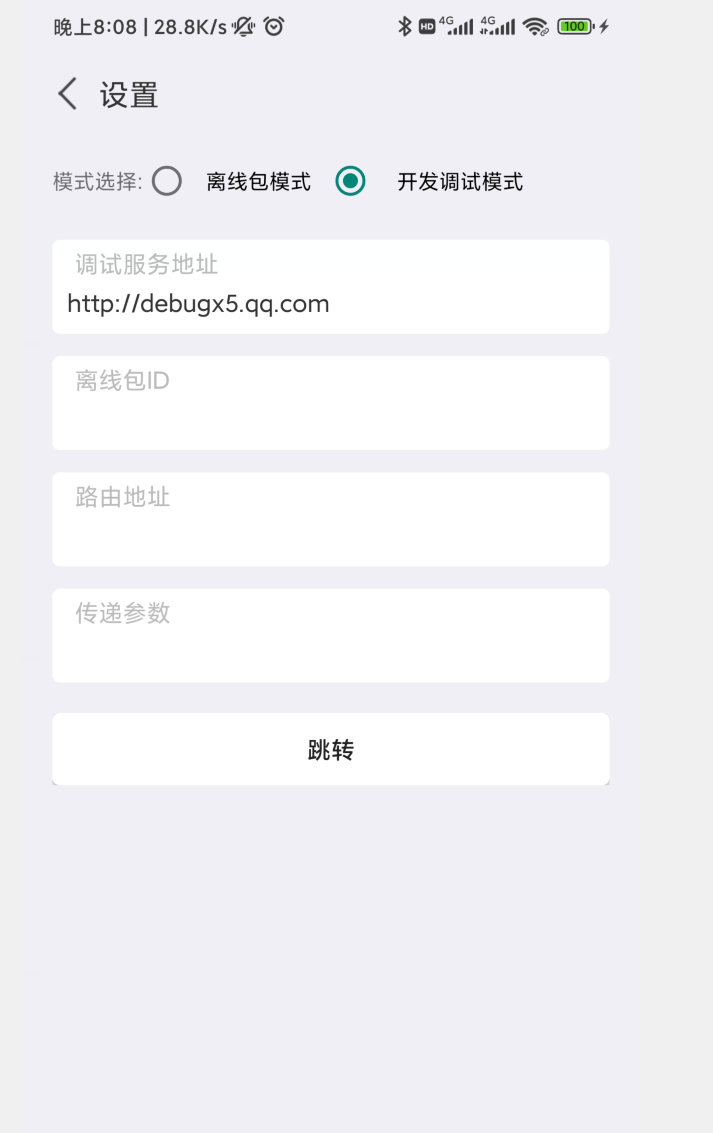 晚上8:08 | 28.8K/s
HD 4G 4G 100
设置
模式选择: 离线包模式 开发调试模式
调试服务地址
http://debugx5.qq.com
离线包ID
路由地址
传递参数
跳转